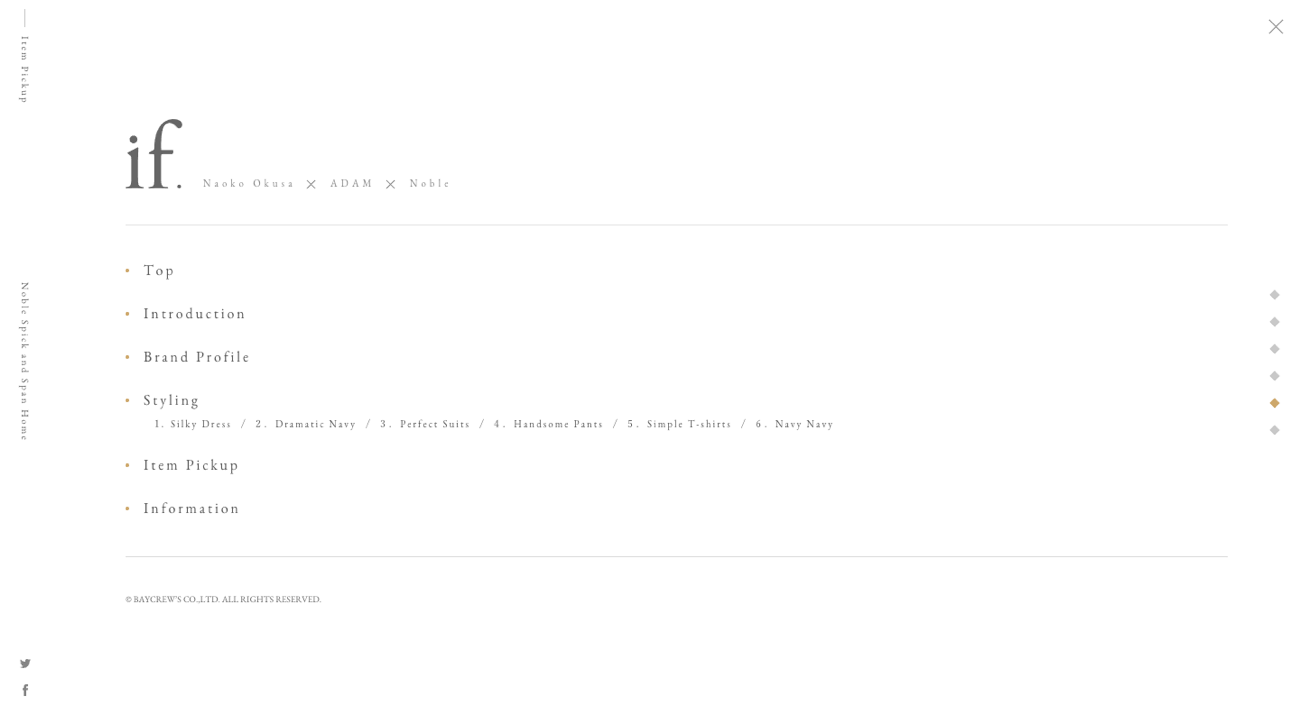 Item Pickup
if.
Naoko Okusa × ADAM × Noble
Top
Introduction
Brand Profile
Styling
1. Silky Dress / 2. Dramatic Navy / 3. Perfect Suits / 4. Handsome Pants / 5. Simple T-shirts / 6. Navy Navy
Item Pickup
Information
Noble Spick and Span Home
© BAYCREW'S CO.,LTD. ALL RIGHTS RESERVED.